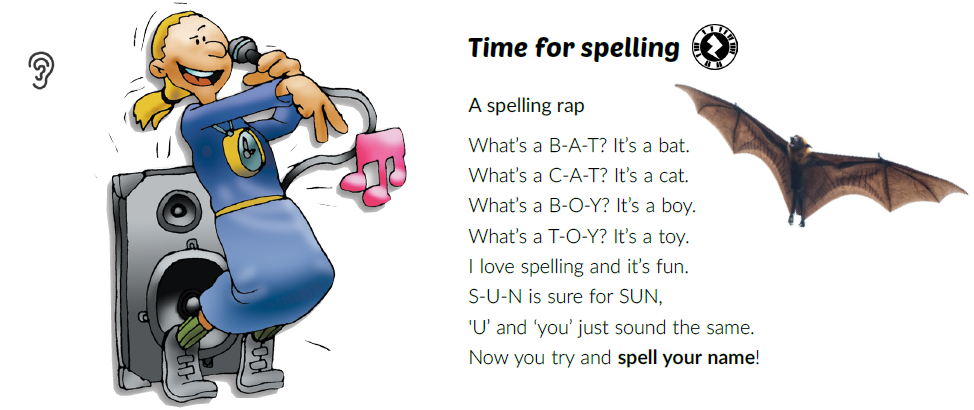 Time for spelling
A spelling rap
What's a B-A-T? It's a bat.
What's a C-A-T? It's a cat.
What's a B-O-Y? It's a boy.
What's a T-O-Y? It's a toy.
I love spelling and it's fun.
S-U-N is sure for SUN,
'U' and ‘you’ just sound the same.
Now you try and spell your name!